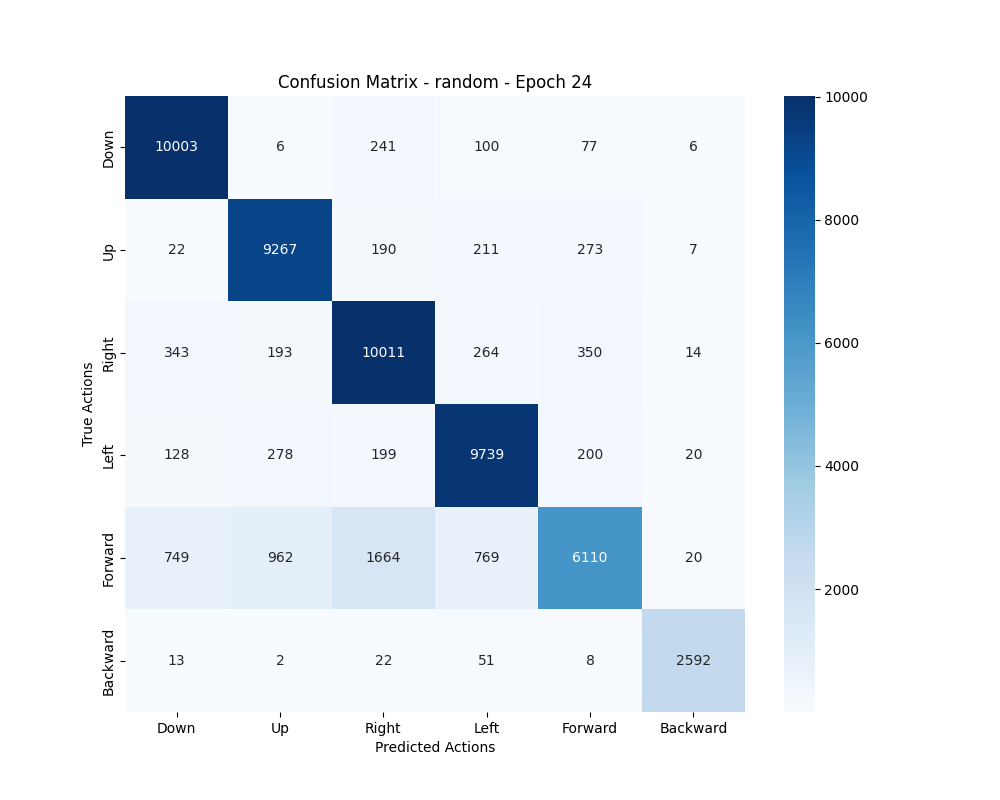 Confusion Matrix - random - Epoch 24
True Actions
Down 10003 6 241 100 77 6
Up 22 9267 190 211 273 7
Right 343 193 10011 264 350 14
Left 128 278 199 9739 200 20
Forward 749 962 1664 769 6110 20
Backward 13 2 22 51 8 2592
Down Up Right Left Forward Backward
Predicted Actions
10000
8000
6000
4000
2000